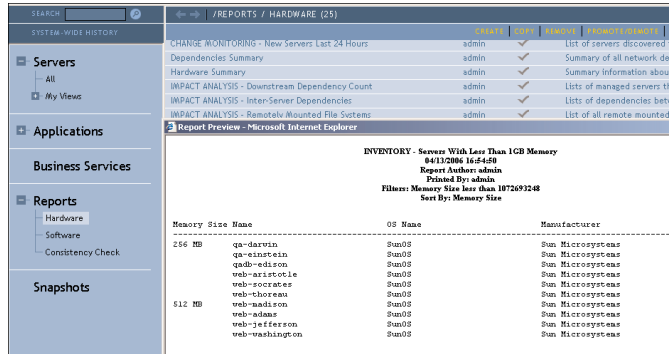 SEARCH
/REPORTS / HARDWARE (25)
SYSTEM-WIDE HISTORY
CREATE COPY REMOVE PROMOTE/DEMOTE
CHANGE MONITORING - New Servers Last 24 Hours admin List of servers discovered
Dependencies Summary admin Summary of all network de
Hardware Summary admin Summary information abou
IMPACT ANALYSIS - Downstream Dependency Count admin Lists of managed servers th
IMPACT ANALYSIS - Inter-Server Dependencies admin Lists of dependencies betw
IMPACT ANALYSIS - Remotely Mounted File Systems admin List of all remote mounted
Servers
All
My Views
Applications
Business Services
Reports
Hardware
Software
Consistency Check
Snapshots
Report Preview - Microsoft Internet Explorer
INVENTORY - Servers With Less Than 1GB Memory
04/13/2006 16:54:50
Report Author: admin
Printed By: admin
Filters: Memory Size less than 1072693248
Sort By: Memory Size
Memory Size Name OS Name Manufacturer
256 MB qa-darwin SunOS Sun Microsystems
qa-einstein SunOS Sun Microsystems
qadb-edison SunOS Sun Microsystems
web-aristotle SunOS Sun Microsystems
web-socrates SunOS Sun Microsystems
web-thoreau SunOS Sun Microsystems
512 MB web-madison SunOS Sun Microsystems
web-adams SunOS Sun Microsystems
web-jefferson SunOS Sun Microsystems
web-washington SunOS Sun Microsystems